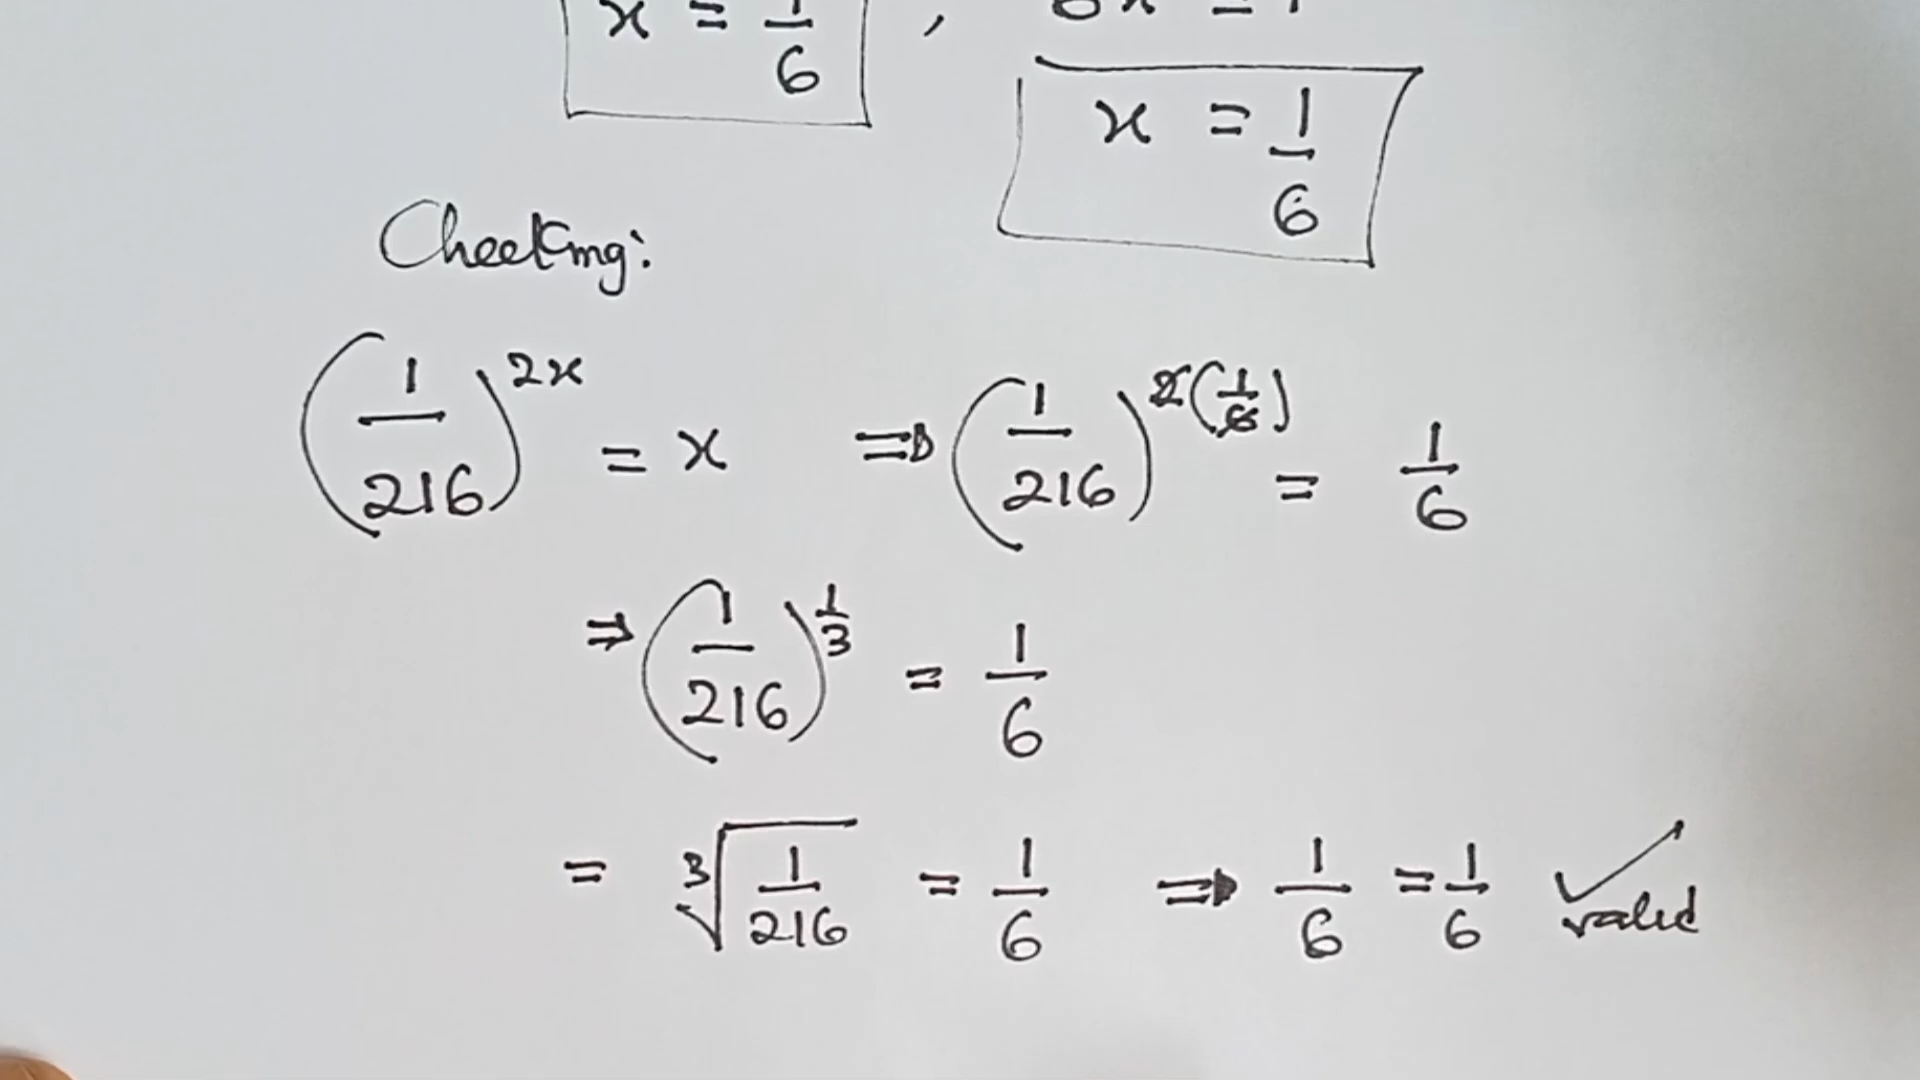 x = 1/6 ,
x = 1/6
Checking:
(1/216)^2x = x ⇒ (1/216)^2(1/6) = 1/6
⇒ (1/216)^1/3 = 1/6
= ∛(1/216) = 1/6 ⇒ 1/6 = 1/6 ✓ valid